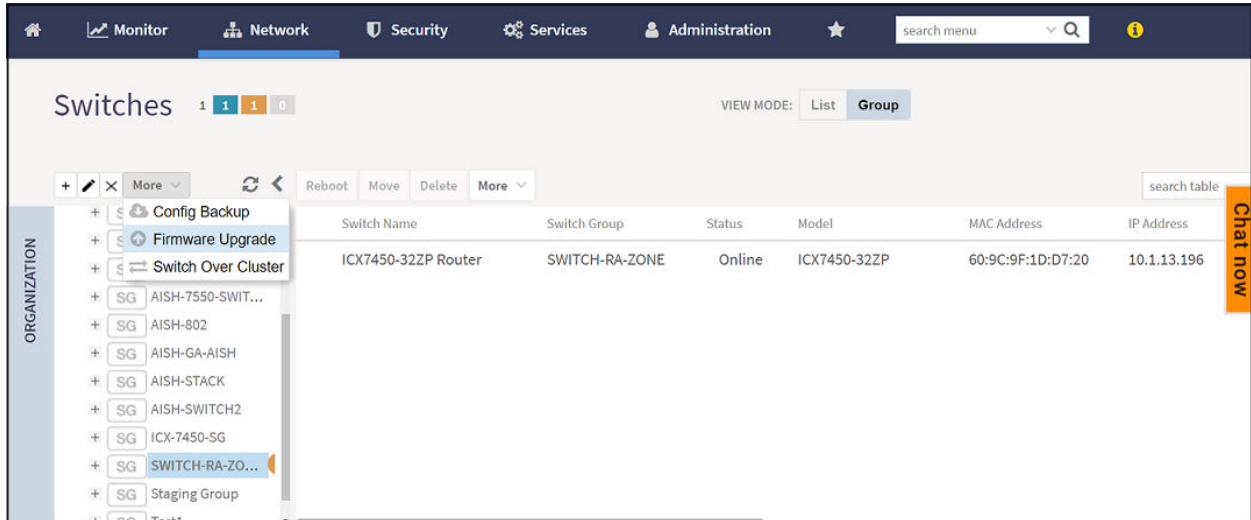 Monitor Network Security Services Administration search menu
Switches 1 1 1 0 VIEW MODE: List Group
More Reboot Move Delete More search table
ORGANIZATION
Config Backup
Firmware Upgrade
Switch Over Cluster
SG AISH-7550-SWIT...
SG AISH-802
SG AISH-GA-AISH
SG AISH-STACK
SG AISH-SWITCH2
SG ICX-7450-SG
SG SWITCH-RA-ZO...
SG Staging Group
Switch Name Switch Group Status Model MAC Address IP Address
ICX7450-32ZP Router SWITCH-RA-ZONE Online ICX7450-32ZP 60:9C:9F:1D:D7:20 10.1.13.196
Chat now